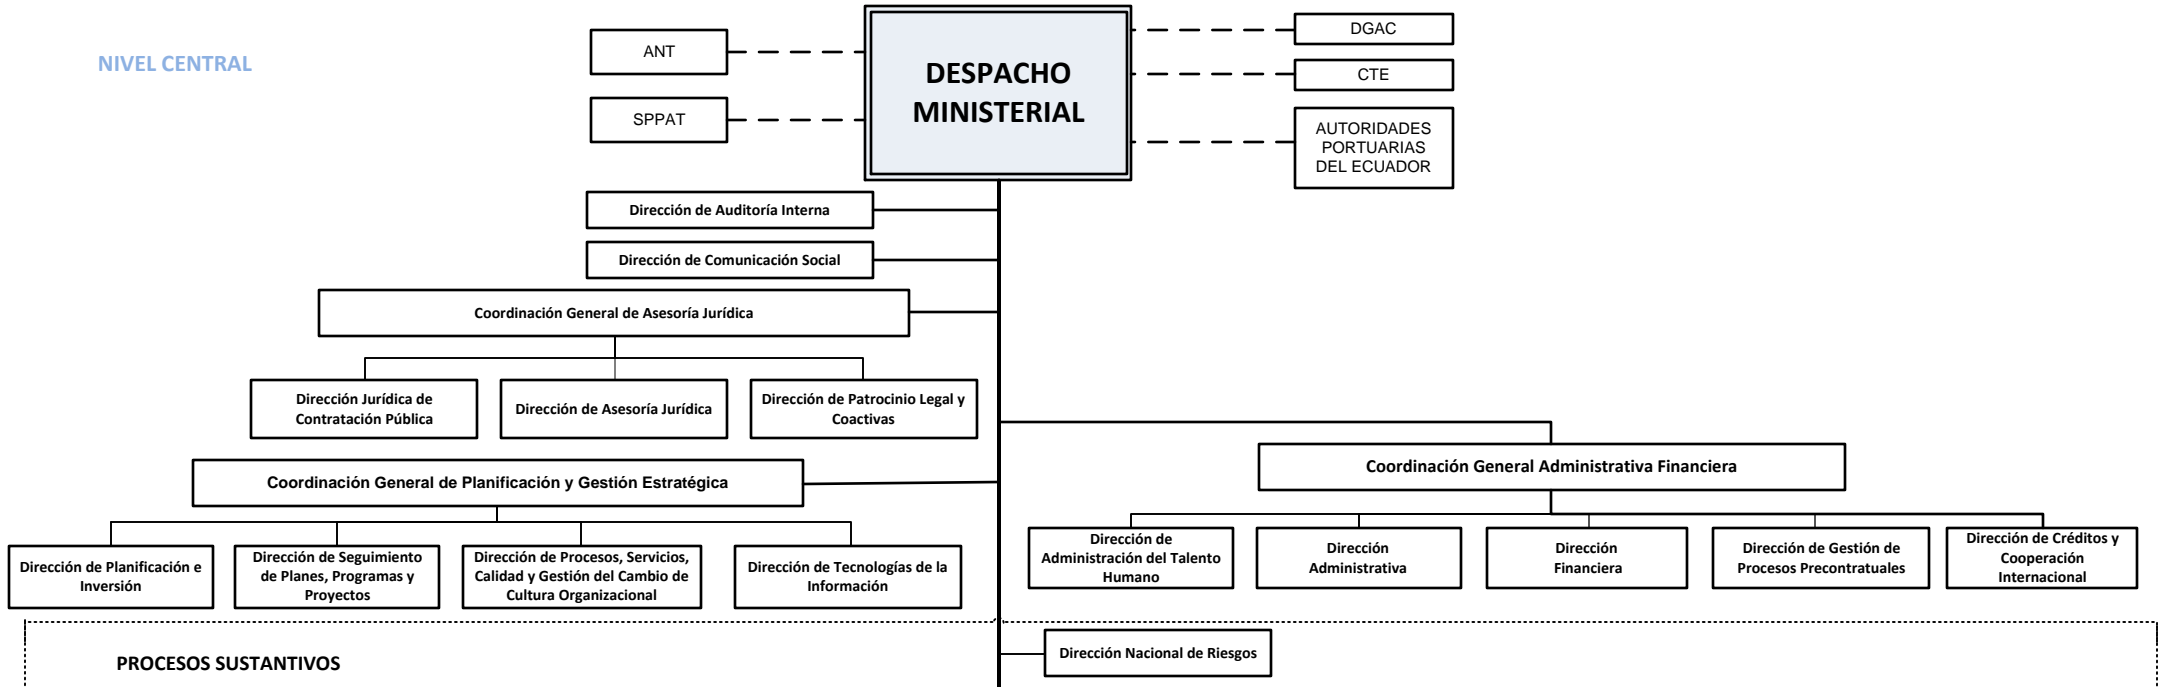 NIVEL CENTRAL
ANT
SPPAT
DESPACHO
MINISTERIAL
DGAC
CTE
AUTORIDADES
PORTUARIAS
DEL ECUADOR
Dirección de Auditoría Interna
Dirección de Comunicación Social
Coordinación General de Asesoría Jurídica
Dirección Jurídica de
Contratación Pública
Dirección de Asesoría Jurídica
Dirección de Patrocinio Legal y
Coactivas
Coordinación General de Planificación y Gestión Estratégica
Coordinación General Administrativa Financiera
Dirección de Planificación e
Inversión
Dirección de Seguimiento
de Planes, Programas y
Proyectos
Dirección de Procesos, Servicios,
Calidad y Gestión del Cambio de
Cultura Organizacional
Dirección de Tecnologías de la
Información
Dirección de
Administración del Talento
Humano
Dirección
Administrativa
Dirección
Financiera
Dirección de Gestión de
Procesos Precontratuales
Dirección de Créditos y
Cooperación
Internacional
PROCESOS SUSTANTIVOS
Dirección Nacional de Riesgos